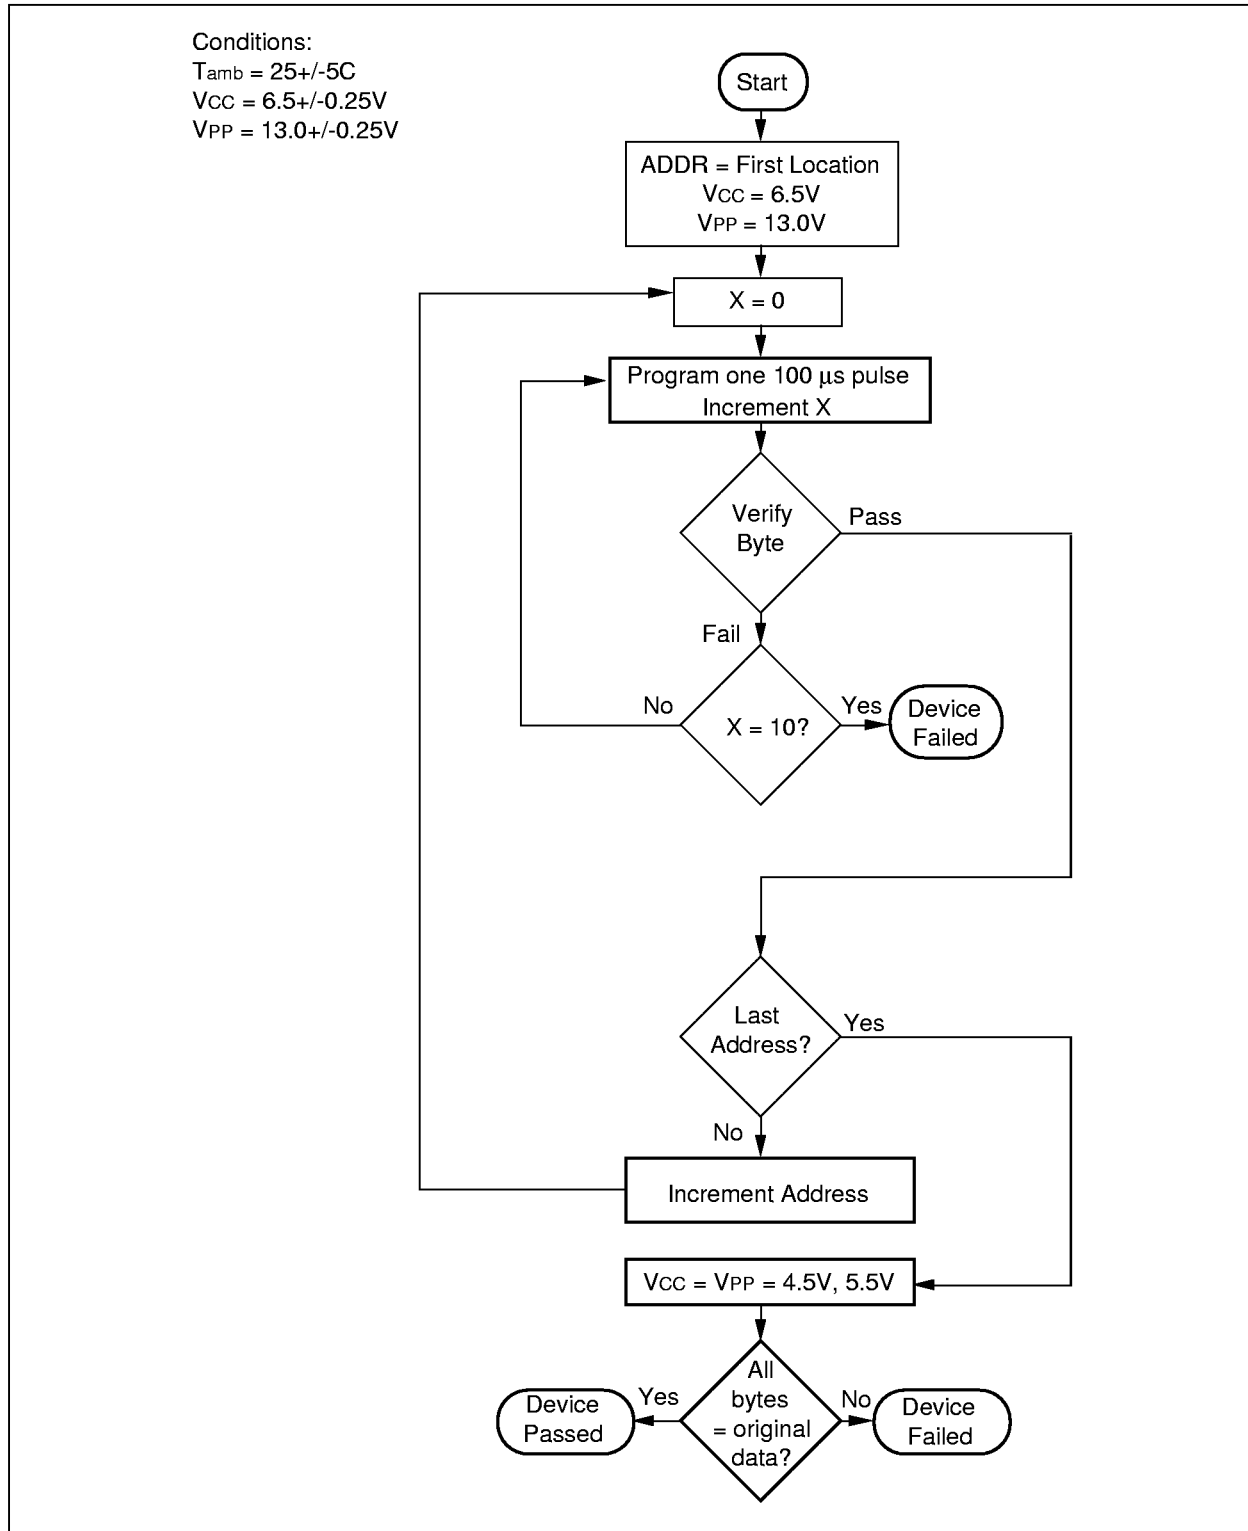 Conditions:
Tamb = 25+/-5C
VCC = 6.5+/-0.25V
VPP = 13.0+/-0.25V
Start
ADDR = First Location
VCC = 6.5V
VPP = 13.0V
X = 0
Program one 100 µs pulse
Increment X
Verify
Byte
Pass
Fail
X = 10?
No
Yes
Device
Failed
Last
Address?
Yes
No
Increment Address
VCC = VPP = 4.5V, 5.5V
All
bytes
= original
data?
Yes
Device
Passed
No
Device
Failed